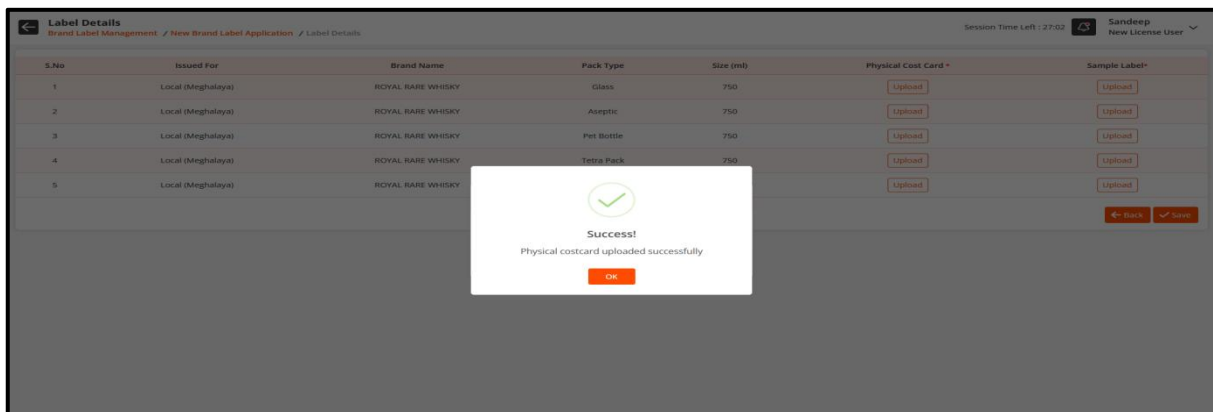 Label Details
Brand Label Management / New Brand Label Application / Label Details
Session Time Left : 27:02
Sandeep
New License User
S.No Issued For Brand Name Pack Type Size (ml) Physical Cost Card * Sample Label*
1 Local (Meghalaya) ROYAL RARE WHISKY Glass 750 Upload Upload
2 Local (Meghalaya) ROYAL RARE WHISKY Aseptic 750 Upload Upload
3 Local (Meghalaya) ROYAL RARE WHISKY Pet Bottle 750 Upload Upload
4 Local (Meghalaya) ROYAL RARE WHISKY Tetra Pack 750 Upload Upload
5 Local (Meghalaya) ROYAL RARE WHISKY Upload Upload
Back Save
Success!
Physical costcard uploaded successfully
OK